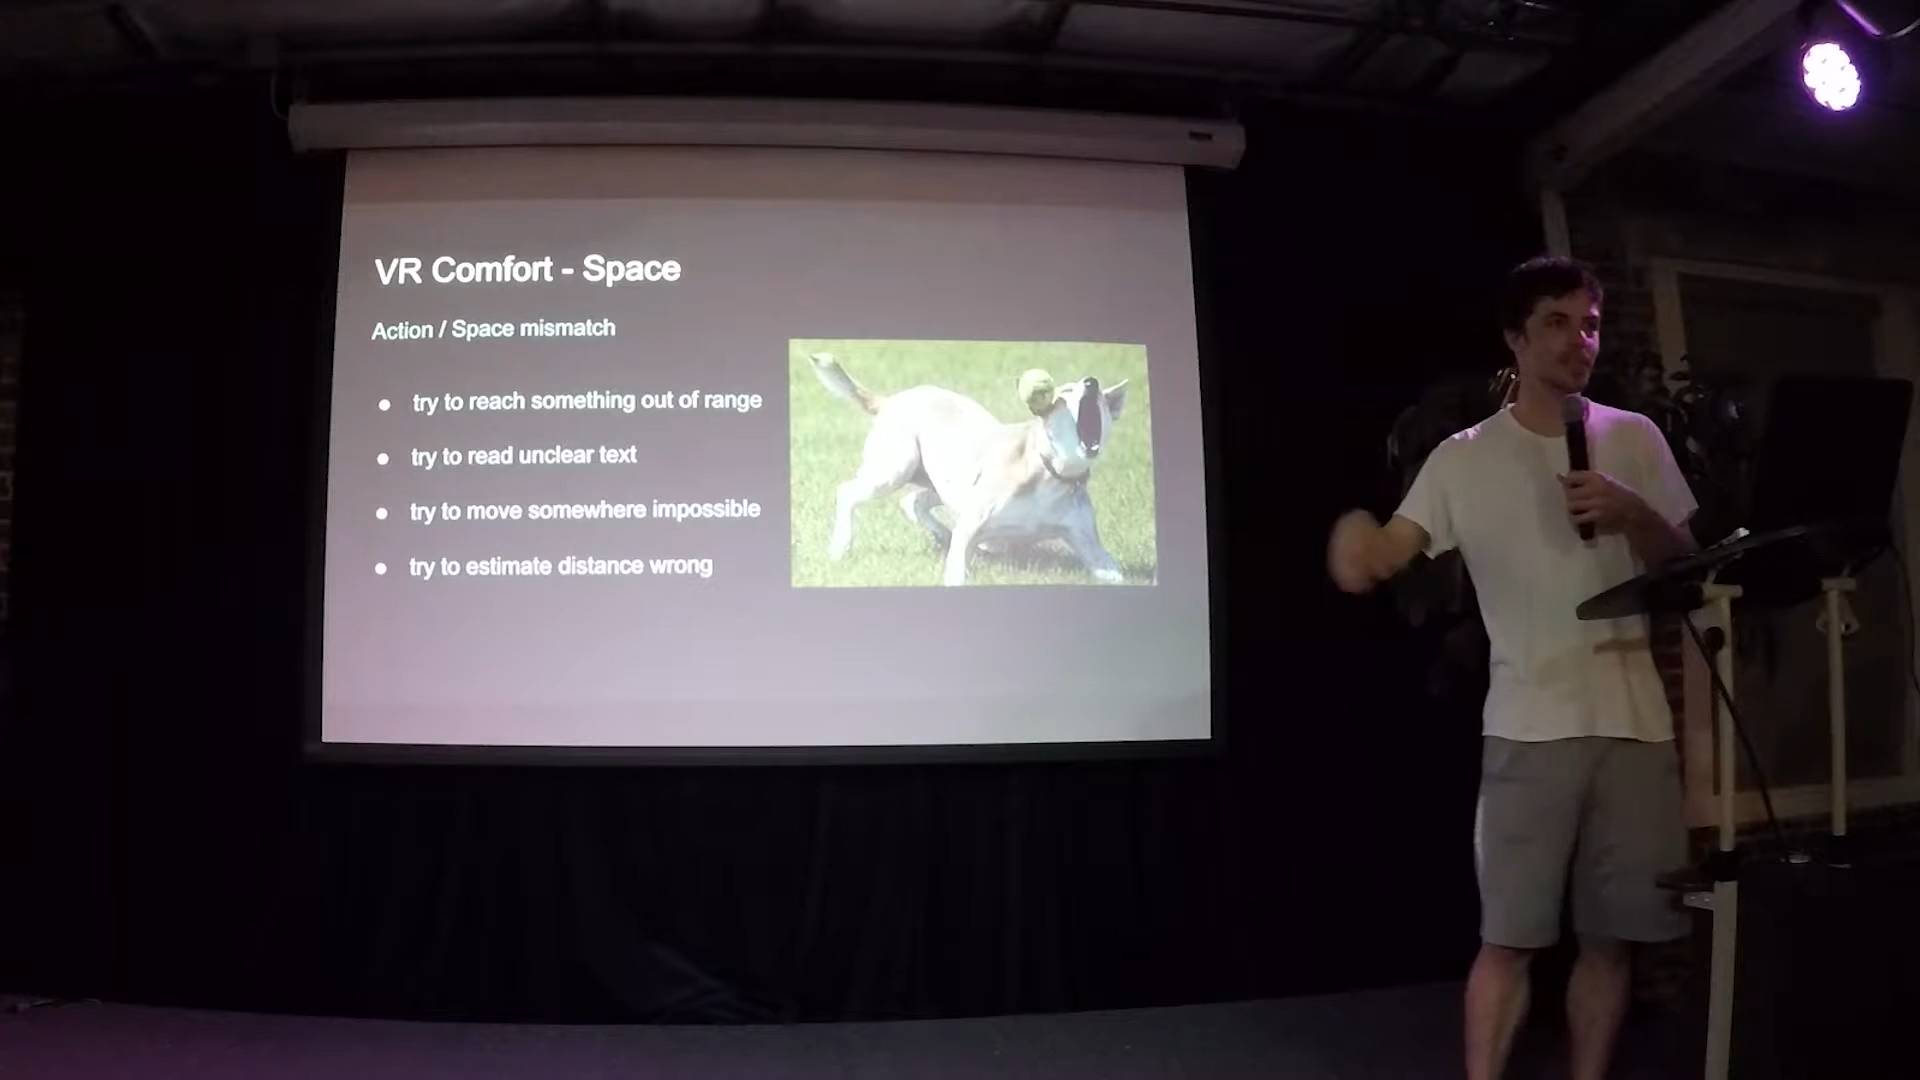 VR Comfort - Space
Action / Space mismatch
● try to reach something out of range
● try to read unclear text
● try to move somewhere impossible
● try to estimate distance wrong